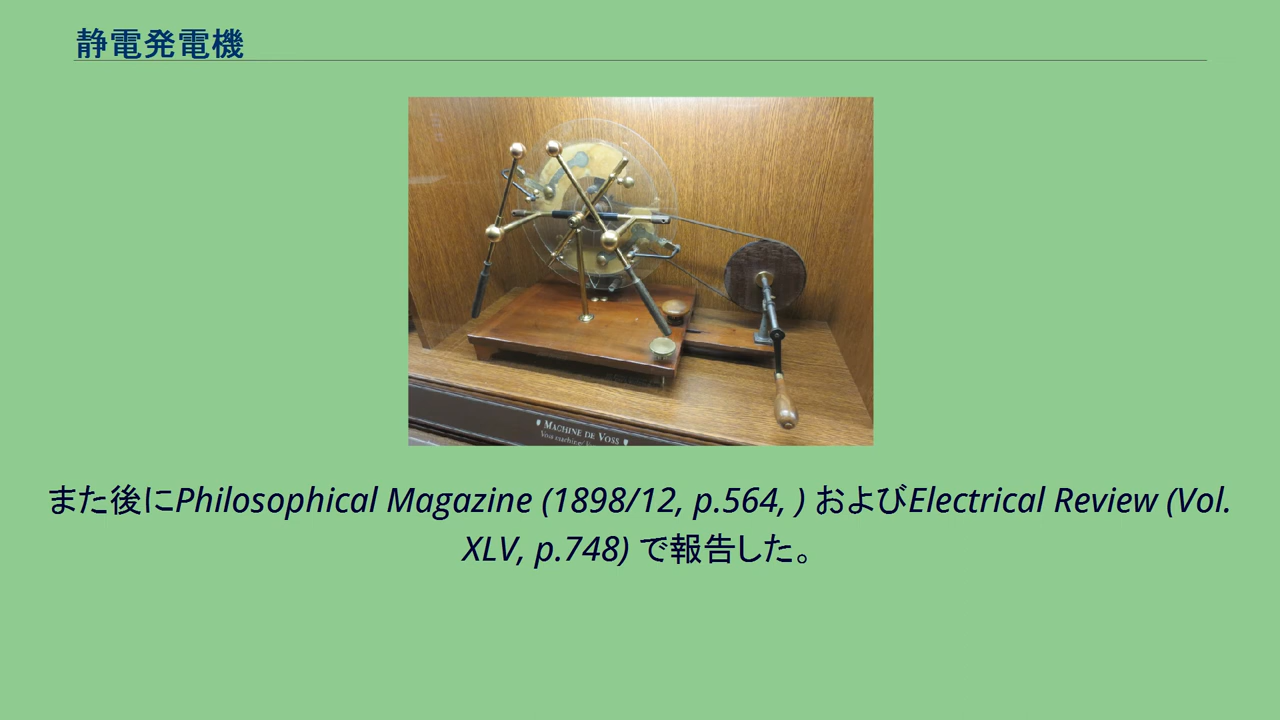 静電発電機
Machine de Voss
Voss machine
また後にPhilosophical Magazine (1898/12, p.564, ) およびElectrical Review (Vol.
XLV, p.748) で報告した。